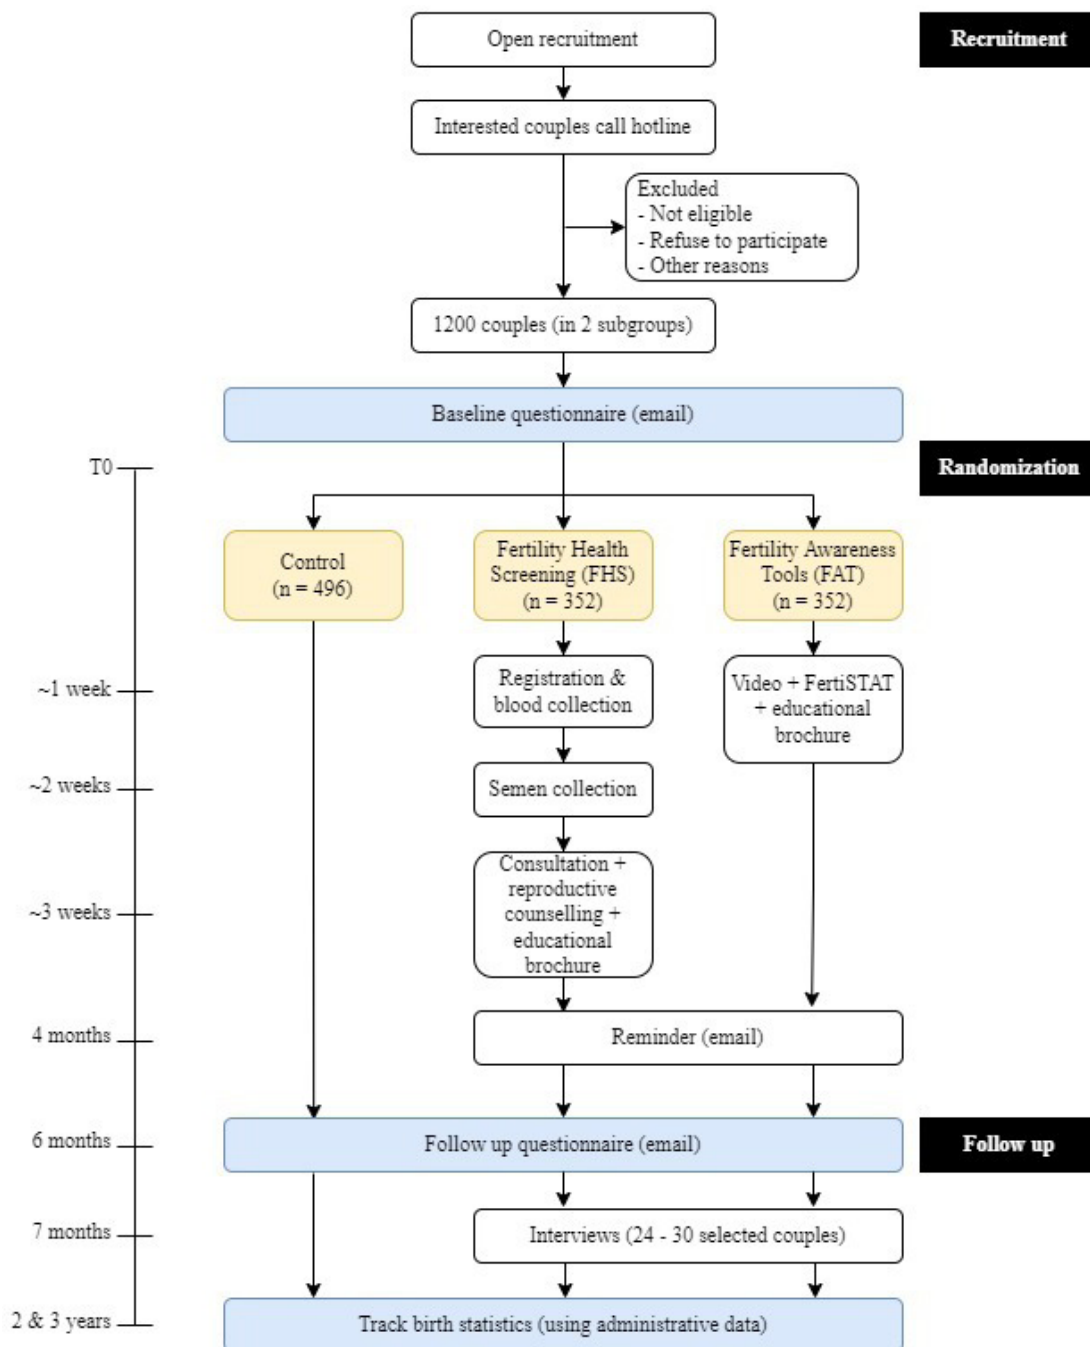 Open recruitment
Recruitment
Interested couples call hotline
Excluded
- Not eligible
- Refuse to participate
- Other reasons
1200 couples (in 2 subgroups)
Baseline questionnaire (email)
T0
Randomization
Control
(n = 496)
Fertility Health
Screening (FHS)
(n = 352)
Fertility Awareness
Tools (FAT)
(n = 352)
~1 week
Registration &
blood collection
Video + FertiSTAT
+ educational
brochure
~2 weeks
Semen collection
~3 weeks
Consultation +
reproductive
counselling +
educational
brochure
4 months
Reminder (email)
6 months
Follow up questionnaire (email)
Follow up
7 months
Interviews (24 - 30 selected couples)
2 & 3 years
Track birth statistics (using administrative data)